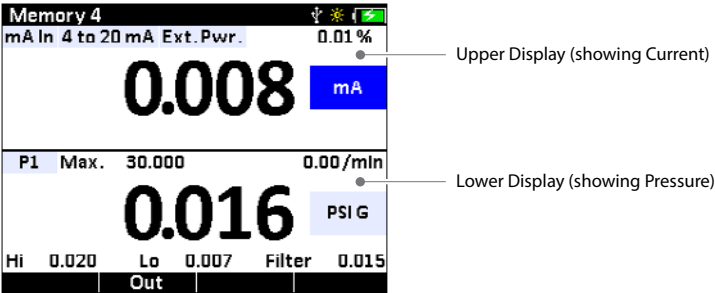 Memory 4
mA In 4 to 20 mA Ext. Pwr. 0.01 %
Upper Display (showing Current)
0.008 mA
P1 Max. 30.000 0.00/min
Lower Display (showing Pressure)
0.016 PSI G
Hi 0.020 Lo 0.007 Filter 0.015
Out